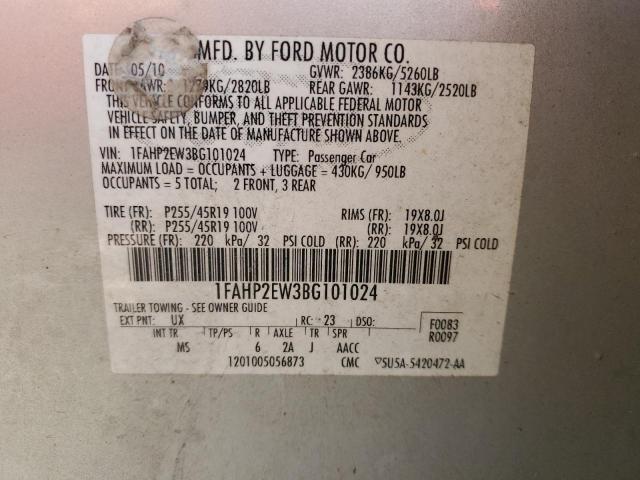 MFD. BY FORD MOTOR CO.
DATE: 05/10 GVWR: 2386KG/5260LB
FRONT GAWR: 1279KG/2820LB REAR GAWR: 1143KG/2520LB
THIS VEHICLE CONFORMS TO ALL APPLICABLE FEDERAL MOTOR
VEHICLE SAFETY, BUMPER, AND THEFT PREVENTION STANDARDS
IN EFFECT ON THE DATE OF MANUFACTURE SHOWN ABOVE.
VIN: 1FAHP2EW3BG101024 TYPE: Passenger Car
MAXIMUM LOAD = OCCUPANTS + LUGGAGE = 430KG/ 950LB
OCCUPANTS = 5 TOTAL; 2 FRONT, 3 REAR
TIRE (FR): P255/45R19 100V RIMS (FR): 19X8.0J
(RR): P255/45R19 100V (RR): 19X8.0J
PRESSURE (FR): 220 kPa/ 32 PSI COLD (RR): 220 kPa/ 32 PSI COLD
1FAHP2EW3BG101024
TRAILER TOWING - SEE OWNER GUIDE
EXT PNT: UX RC: 23 DSO: F0083
INT TR TP/PS R AXLE TR SPR R0097
MS 6 2A J AACC
1201005056873 CMC ▽5U5A-5420472-AA